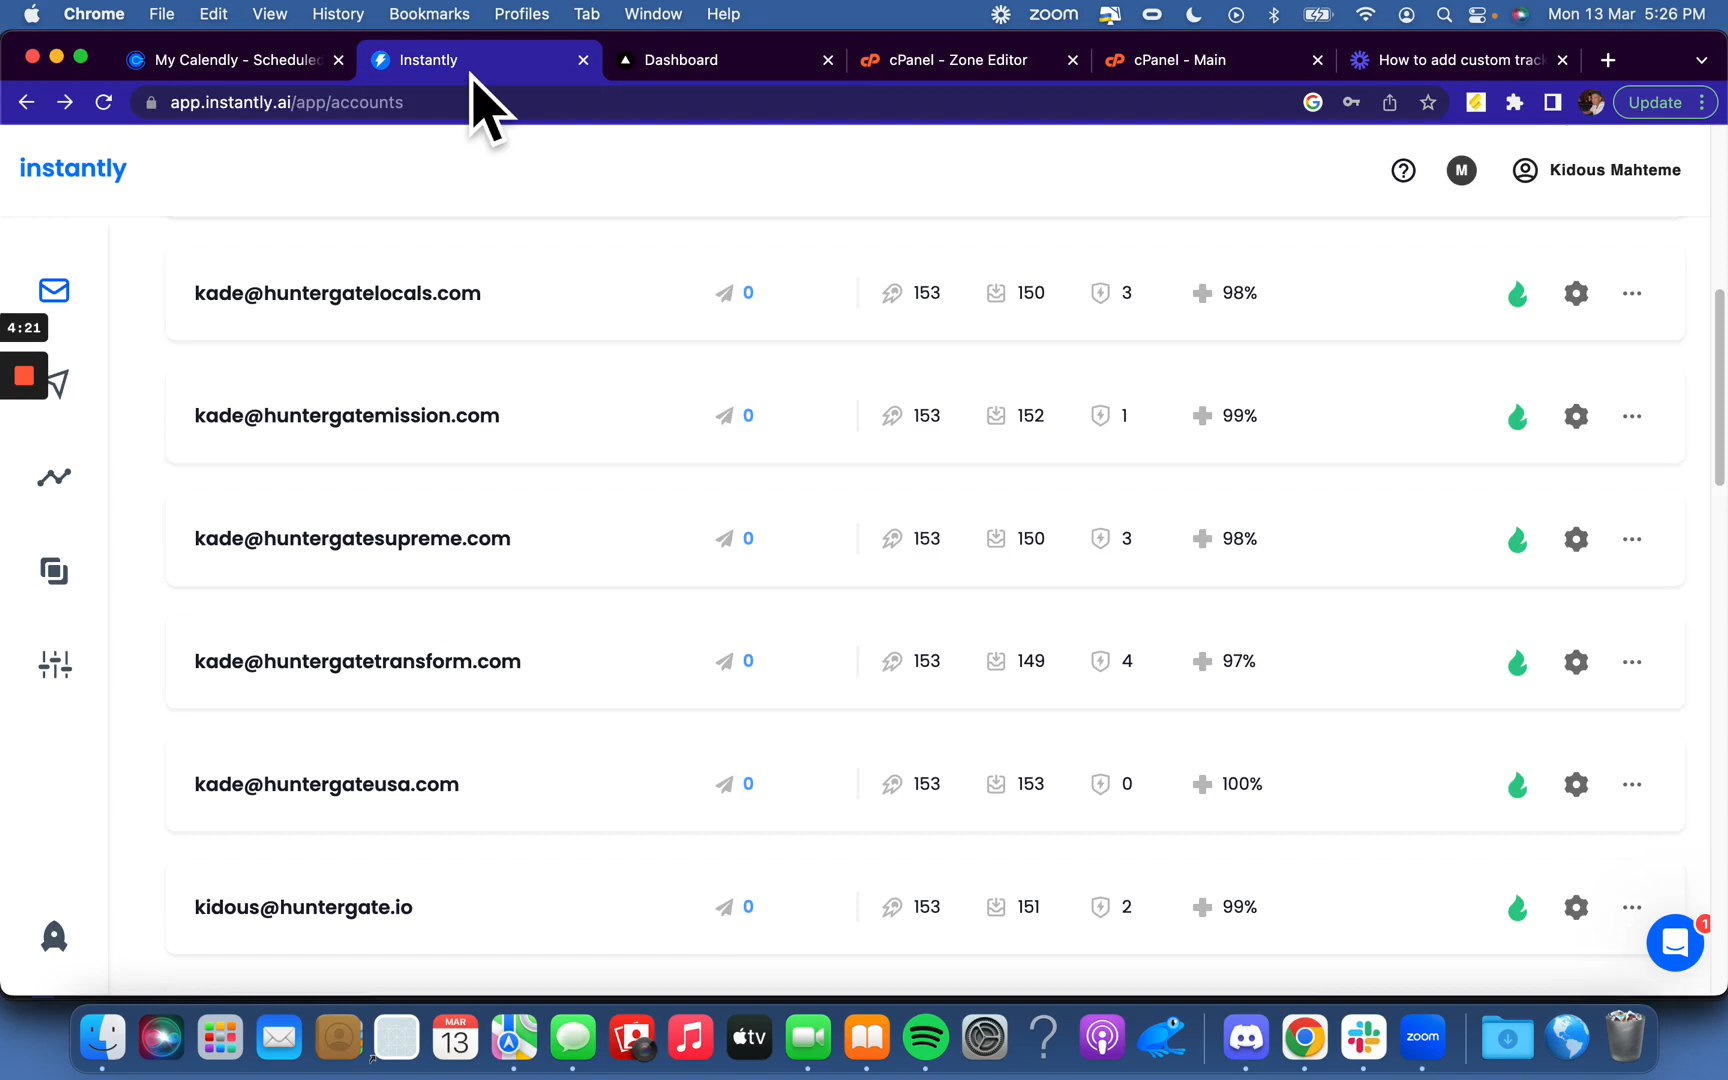 Chrome File Edit View History Bookmarks Profiles Tab Window Help zoom Mon 13 Mar 5:26 PM
My Calendly - Scheduled Instantly Dashboard cPanel - Zone Editor cPanel - Main How to add custom track
app.instantly.ai/app/accounts Update
instantly M Kidous Mahteme
kade@huntergatelocals.com 0 153 150 3 98%
4:21
kade@huntergatemission.com 0 153 152 1 99%
kade@huntergatesupreme.com 0 153 150 3 98%
kade@huntergatetransform.com 0 153 149 4 97%
kade@huntergateusa.com 0 153 153 0 100%
kidous@huntergate.io 0 153 151 2 99%
1
MAR
13
tv
zoom